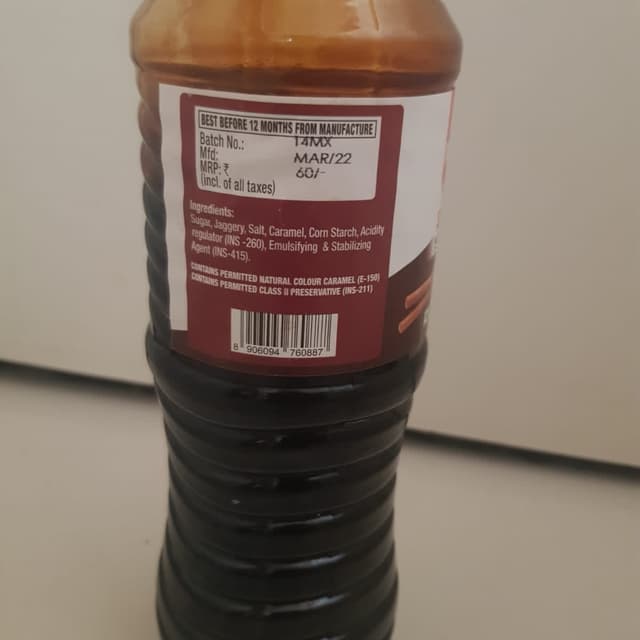 BEST BEFORE 12 MONTHS FROM MANUFACTURE
Batch No.: 14MX
Mfd: MAR/22
MRP: ₹ 60/-
(incl. of all taxes)
Ingredients:
Sugar, Jaggery, Salt, Caramel, Corn Starch, Acidity
regulator (INS -260), Emulsifying & Stabilizing
Agent (INS-415).
CONTAINS PERMITTED NATURAL COLOUR CARAMEL (E-150)
CONTAINS PERMITTED CLASS II PRESERVATIVE (INS-211)
8 906094 760887